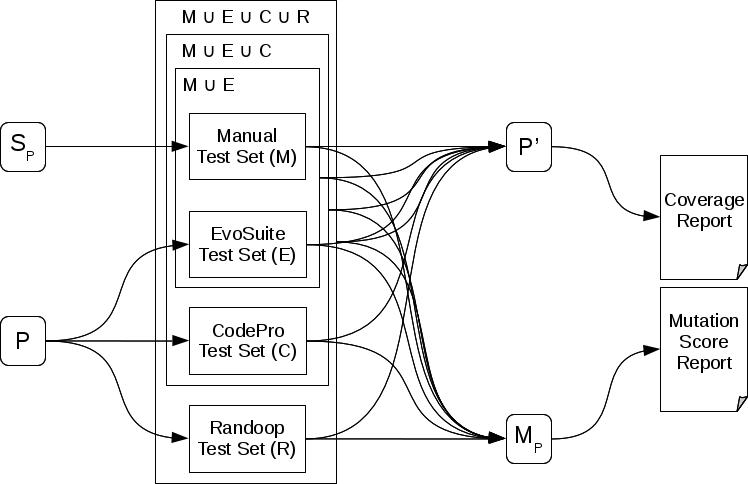 M ∪ E ∪ C ∪ R
M ∪ E ∪ C
M ∪ E
S_P
Manual
Test Set (M)
P'
Coverage
Report
EvoSuite
Test Set (E)
P
CodePro
Test Set (C)
Mutation
Score
Report
Randoop
Test Set (R)
M_P